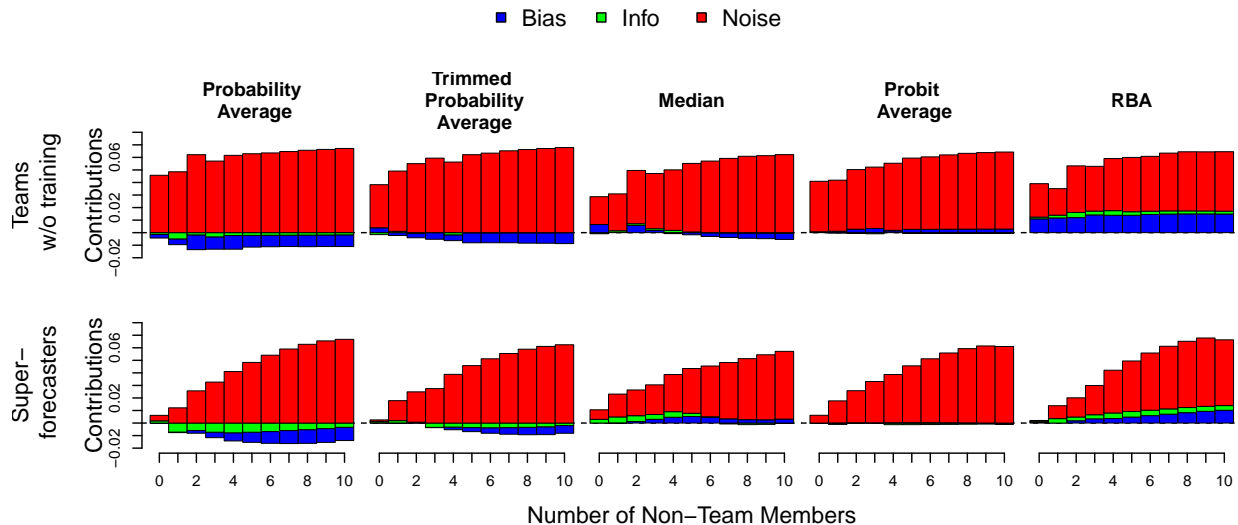 Bias Info Noise
Probability
Average
Trimmed
Probability
Average
Median
Probit
Average
RBA
Teams
w/o training
Contributions
−0.02 0.02 0.06
Super−
forecasters
Contributions
−0.02 0.02 0.06
0 2 4 6 8 10 0 2 4 6 8 10 0 2 4 6 8 10 0 2 4 6 8 10 0 2 4 6 8 10
Number of Non−Team Members